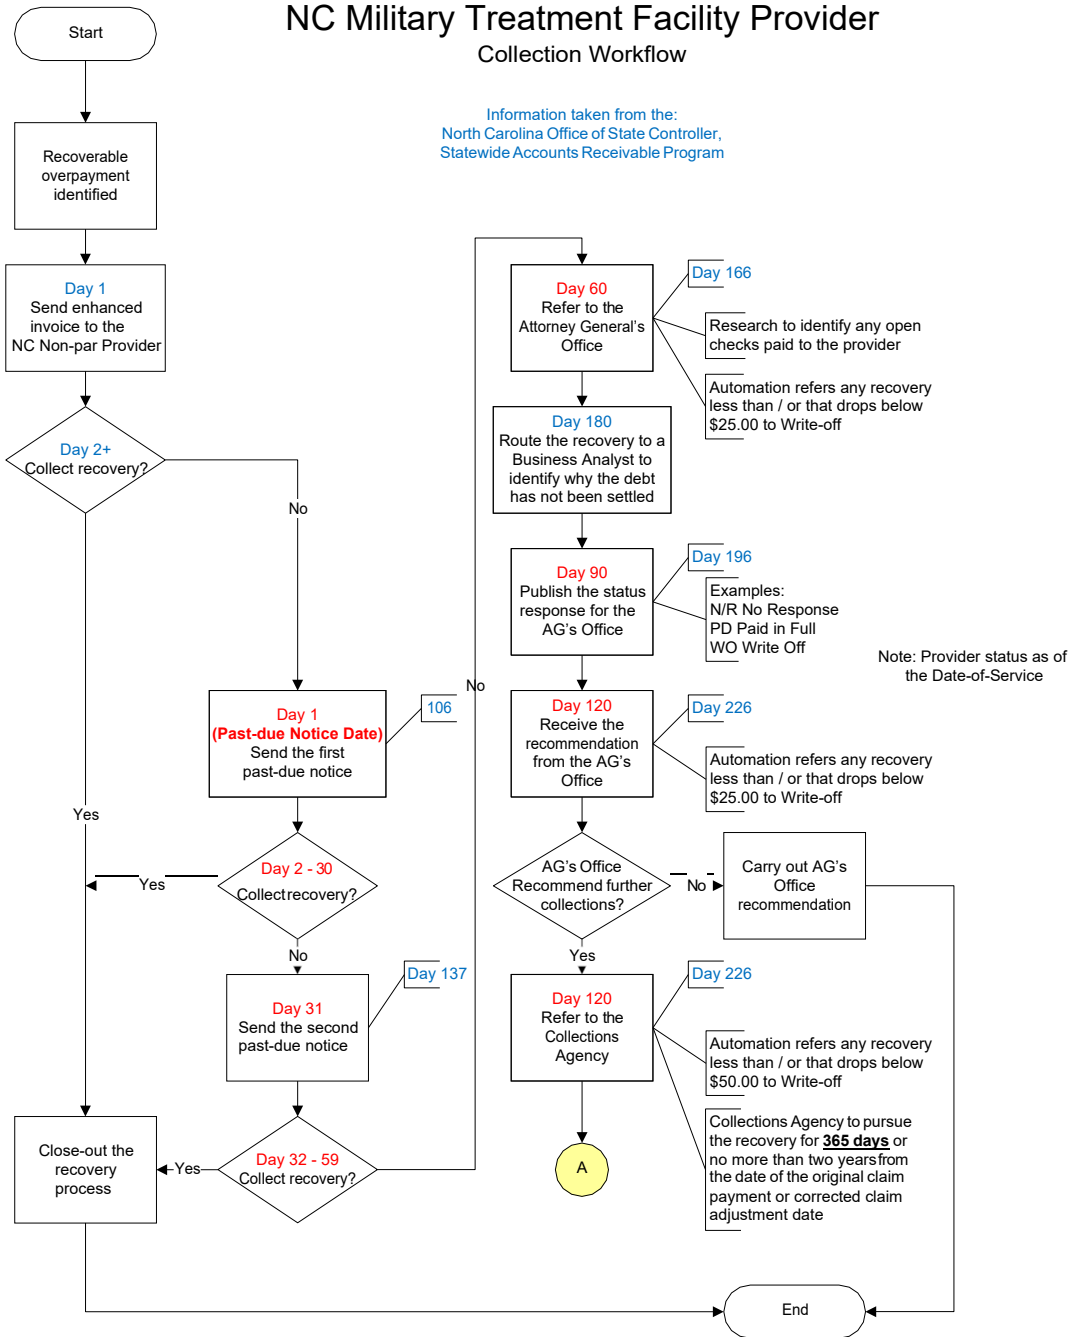 NC Military Treatment Facility Provider
Collection Workflow
Information taken from the:
North Carolina Office of State Controller,
Statewide Accounts Receivable Program
Start
Recoverable
overpayment
identified
Day 1
Send enhanced
invoice to the
NC Non-par Provider
Day 2+
Collect recovery?
No
Yes
Day 1
(Past-due Notice Date)
Send the first
past-due notice
106
Day 2 - 30
Collect recovery?
Yes
No
Day 31
Send the second
past-due notice
Day 137
Day 32 - 59
Collect recovery?
Yes
No
Close-out the
recovery
process
Day 60
Refer to the
Attorney General's
Office
Day 166
Research to identify any open
checks paid to the provider
Automation refers any recovery
less than / or that drops below
$25.00 to Write-off
Day 180
Route the recovery to a
Business Analyst to
identify why the debt
has not been settled
Day 90
Publish the status
response for the
AG's Office
Day 196
Examples:
N/R No Response
PD Paid in Full
WO Write Off
Note: Provider status as of
the Date-of-Service
Day 120
Receive the
recommendation
from the AG's
Office
Day 226
Automation refers any recovery
less than / or that drops below
$25.00 to Write-off
AG's Office
Recommend further
collections?
No
Carry out AG's
Office
recommendation
Yes
Day 120
Refer to the
Collections
Agency
Day 226
Automation refers any recovery
less than / or that drops below
$50.00 to Write-off
Collections Agency to pursue
the recovery for 365 days or
no more than two years from
the date of the original claim
payment or corrected claim
adjustment date
A
End